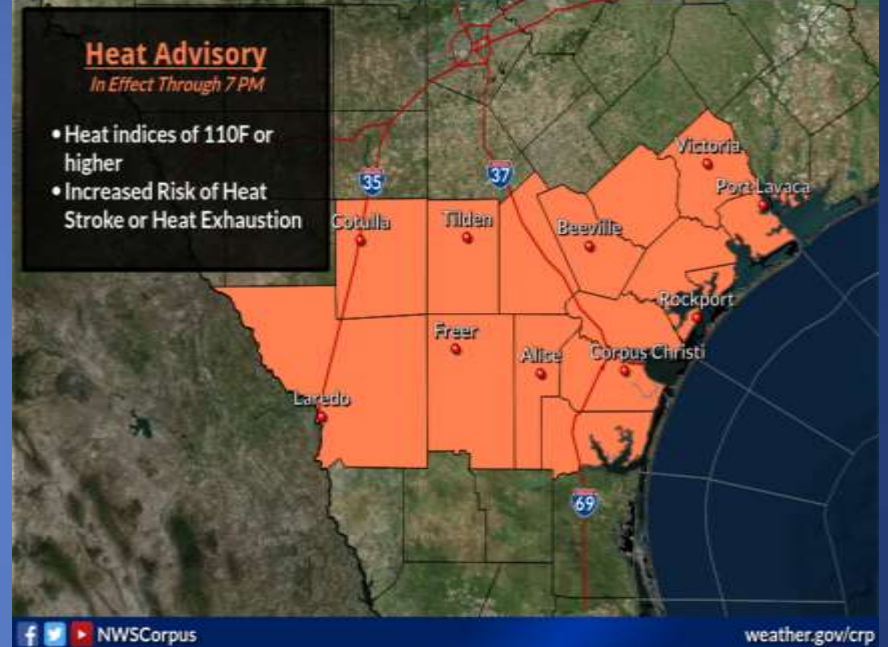 Heat Advisory
In Effect Through 7 PM
• Heat indices of 110F or
higher
• Increased Risk of Heat
Stroke or Heat Exhaustion
35
37
Victoria
Port Lavaca
Cotulla
Tilden
Beeville
Rockport
Freer
Alice
Corpus Christi
Laredo
69
NWSCorpus
weather.gov/crp